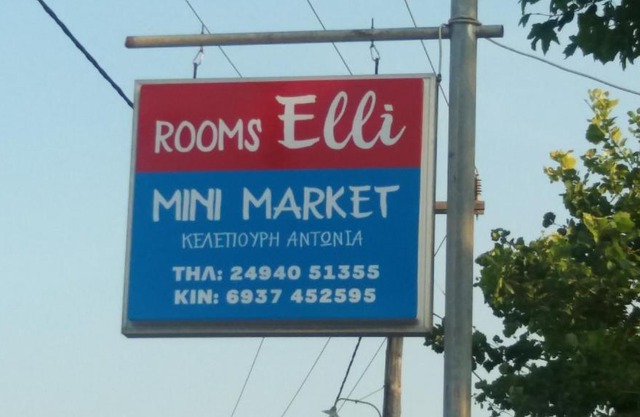 ROOMS Elli
MINI MARKET
ΚΕΛΕΠΟΥΡΗ ΑΝΤΩΝΙΑ
ΤΗΛ: 24940 51355
ΚΙΝ: 6937 452595